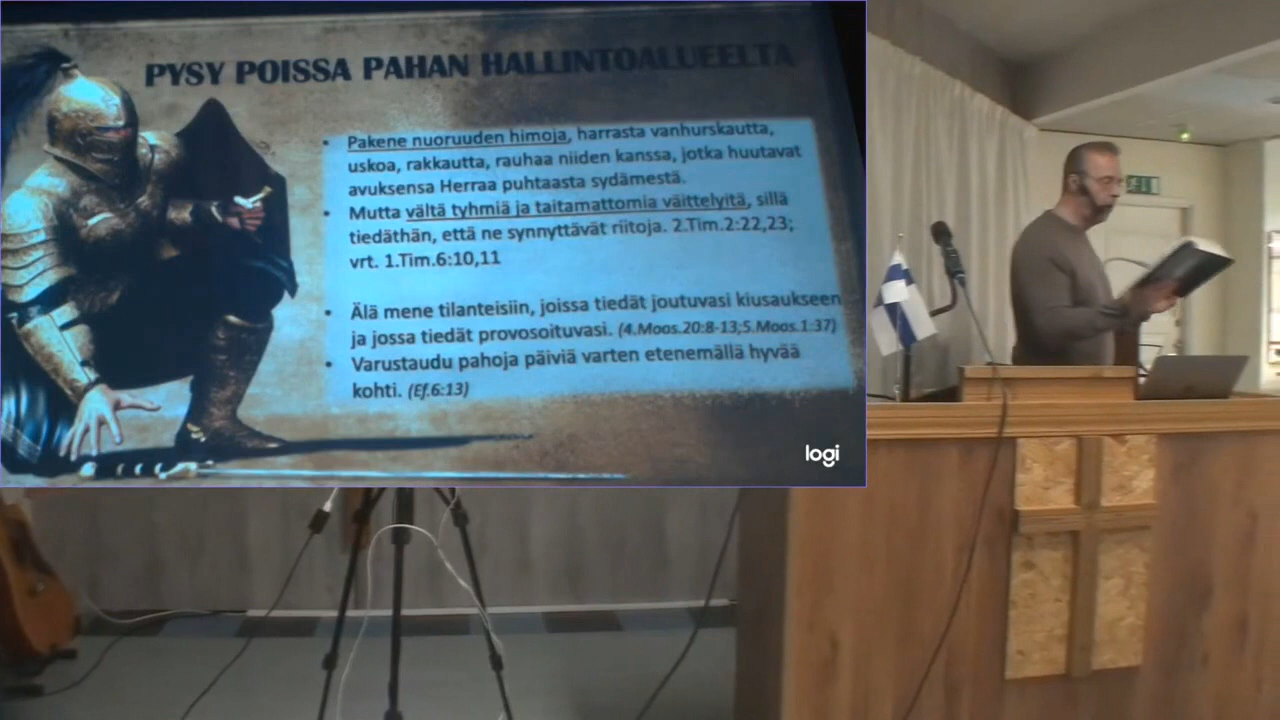 PYSY POISSA PAHAN HALLINTOALUEELTA
• Pakene nuoruuden himoja, harrasta vanhurskautta,
uskoa, rakkautta, rauhaa niiden kanssa, jotka huutavat
avuksensa Herraa puhtaasta sydämestä.
• Mutta vältä tyhmiä ja taitamattomia väittelyitä, sillä
tiedäthän, että ne synnyttävät riitoja. 2.Tim.2:22,23;
vrt. 1.Tim.6:10,11
• Älä mene tilanteisiin, joissa tiedät joutuvasi kiusaukseen
ja jossa tiedät provosoituvasi. (4.Moos.20:8-13;5.Moos.1:37)
• Varustaudu pahoja päiviä varten etenemällä hyvää
kohti. (Ef.6:13)
logi